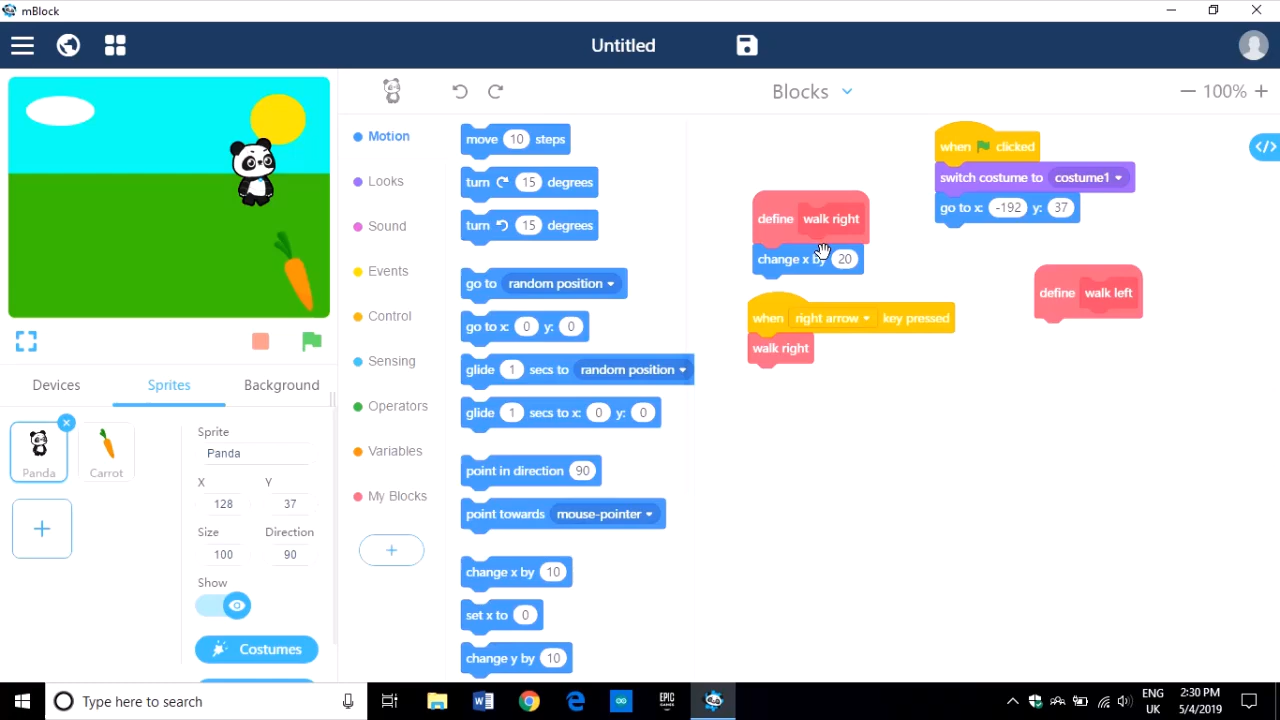 mBlock
Untitled
Blocks
100%
Motion
Looks
Sound
Events
Control
Sensing
Operators
Variables
My Blocks
move 10 steps
turn 15 degrees
turn 15 degrees
go to random position
go to x: 0 y: 0
glide 1 secs to random position
glide 1 secs to x: 0 y: 0
point in direction 90
point towards mouse-pointer
change x by 10
set x to 0
change y by 10
define walk right
change x by 20
when right arrow key pressed
walk right
when clicked
switch costume to costume1
go to x: -192 y: 37
define walk left
</>
Devices
Sprites
Background
Panda
Carrot
Sprite
Panda
X Y
128 37
Size Direction
100 90
Show
Costumes
Type here to search
EPIC
GAMES
ENG
UK
2:30 PM
5/4/2019